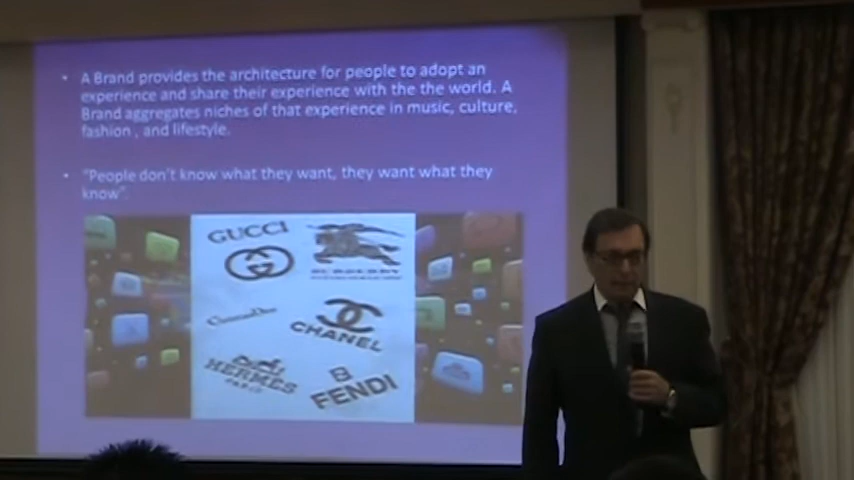 • A Brand provides the architecture for people to adopt an
experience and share their experience with the the world. A
Brand aggregates niches of that experience in music, culture,
fashion , and lifestyle.
• "People don't know what they want, they want what they
know".
GUCCI
BURBERRY
CHANEL
HERMES
PARIS
FENDI